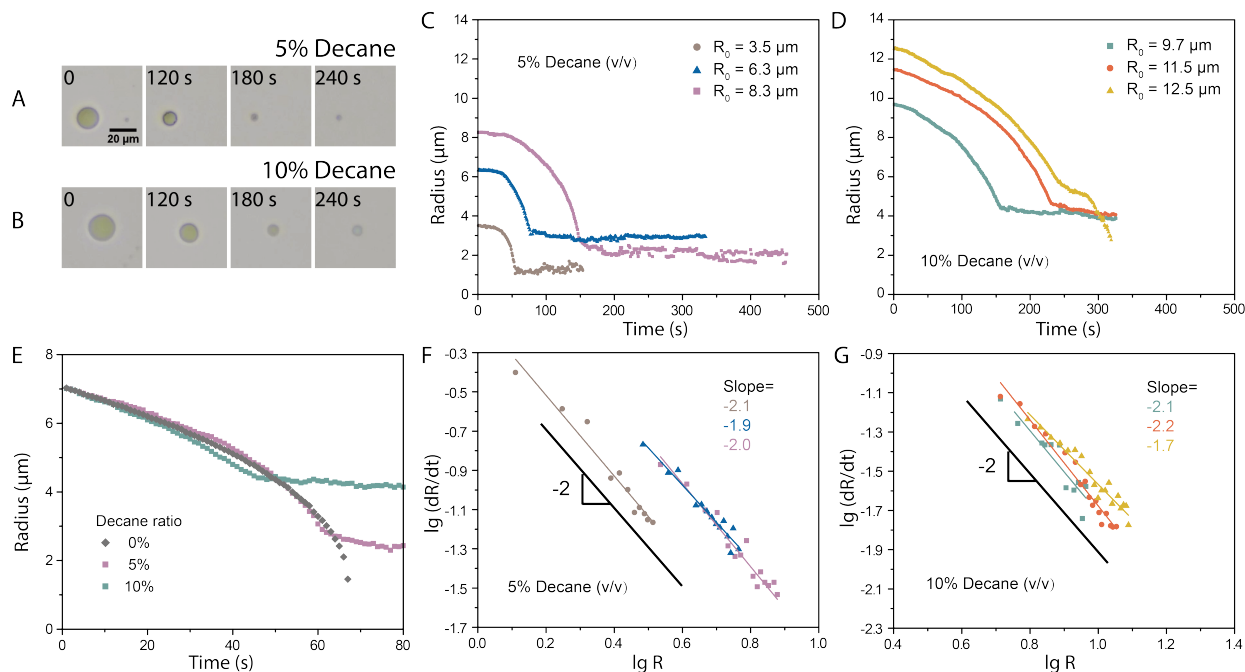 5% Decane
A
0
120 s
180 s
240 s
20 µm
10% Decane
B
0
120 s
180 s
240 s
C
14
12
10
8
6
4
2
0
Radius (µm)
5% Decane (v/v)
R₀ = 3.5 µm
R₀ = 6.3 µm
R₀ = 8.3 µm
0
100
200
300
400
500
Time (s)
D
14
12
10
8
6
4
2
0
Radius (µm)
R₀ = 9.7 µm
R₀ = 11.5 µm
R₀ = 12.5 µm
10% Decane (v/v)
0
100
200
300
400
500
Time (s)
E
8
6
4
2
0
Radius (µm)
Decane ratio
0%
5%
10%
0
20
40
60
80
Time (s)
F
-0.3
-0.5
-0.7
-0.9
-1.1
-1.3
-1.5
-1.7
lg (dR/dt)
Slope=
-2.1
-1.9
-2.0
-2
5% Decane (v/v)
0.0
0.2
0.4
0.6
0.8
1.0
lg R
G
-0.9
-1.1
-1.3
-1.5
-1.7
-1.9
-2.1
-2.3
lg (dR/dt)
Slope=
-2.1
-2.2
-1.7
-2
10% Decane (v/v)
0.4
0.6
0.8
1.0
1.2
1.4
lg R